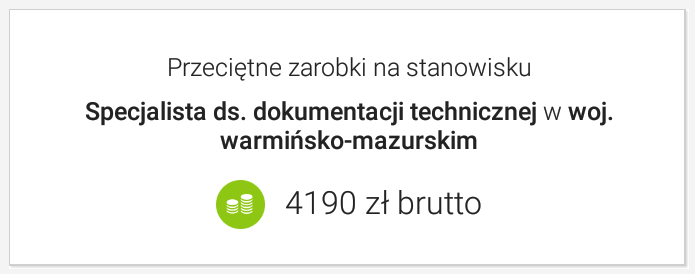 Przeciętne zarobki na stanowisku
Specjalista ds. dokumentacji technicznej w woj.
warmińsko-mazurskim
4190 zł brutto